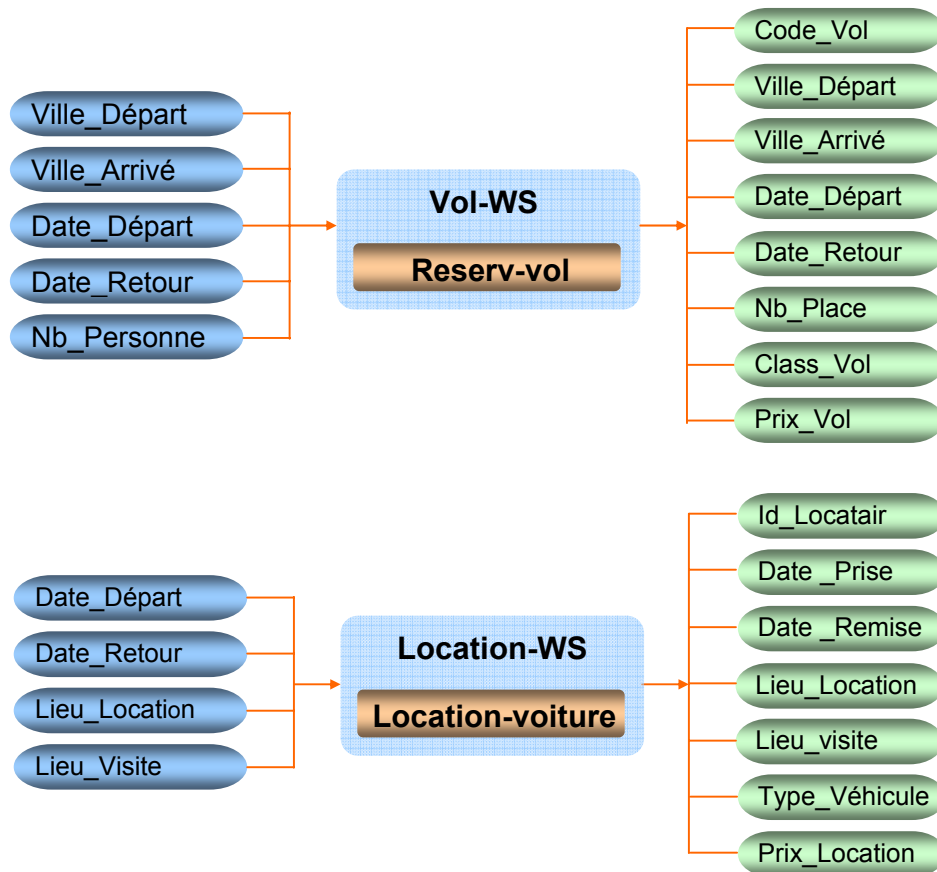 Ville_Départ
Ville_Arrivé
Date_Départ
Date_Retour
Nb_Personne
Vol-WS
Reserv-vol
Code_Vol
Ville_Départ
Ville_Arrivé
Date_Départ
Date_Retour
Nb_Place
Class_Vol
Prix_Vol
Date_Départ
Date_Retour
Lieu_Location
Lieu_Visite
Location-WS
Location-voiture
Id_Locatair
Date _Prise
Date _Remise
Lieu_Location
Lieu_visite
Type_Véhicule
Prix_Location